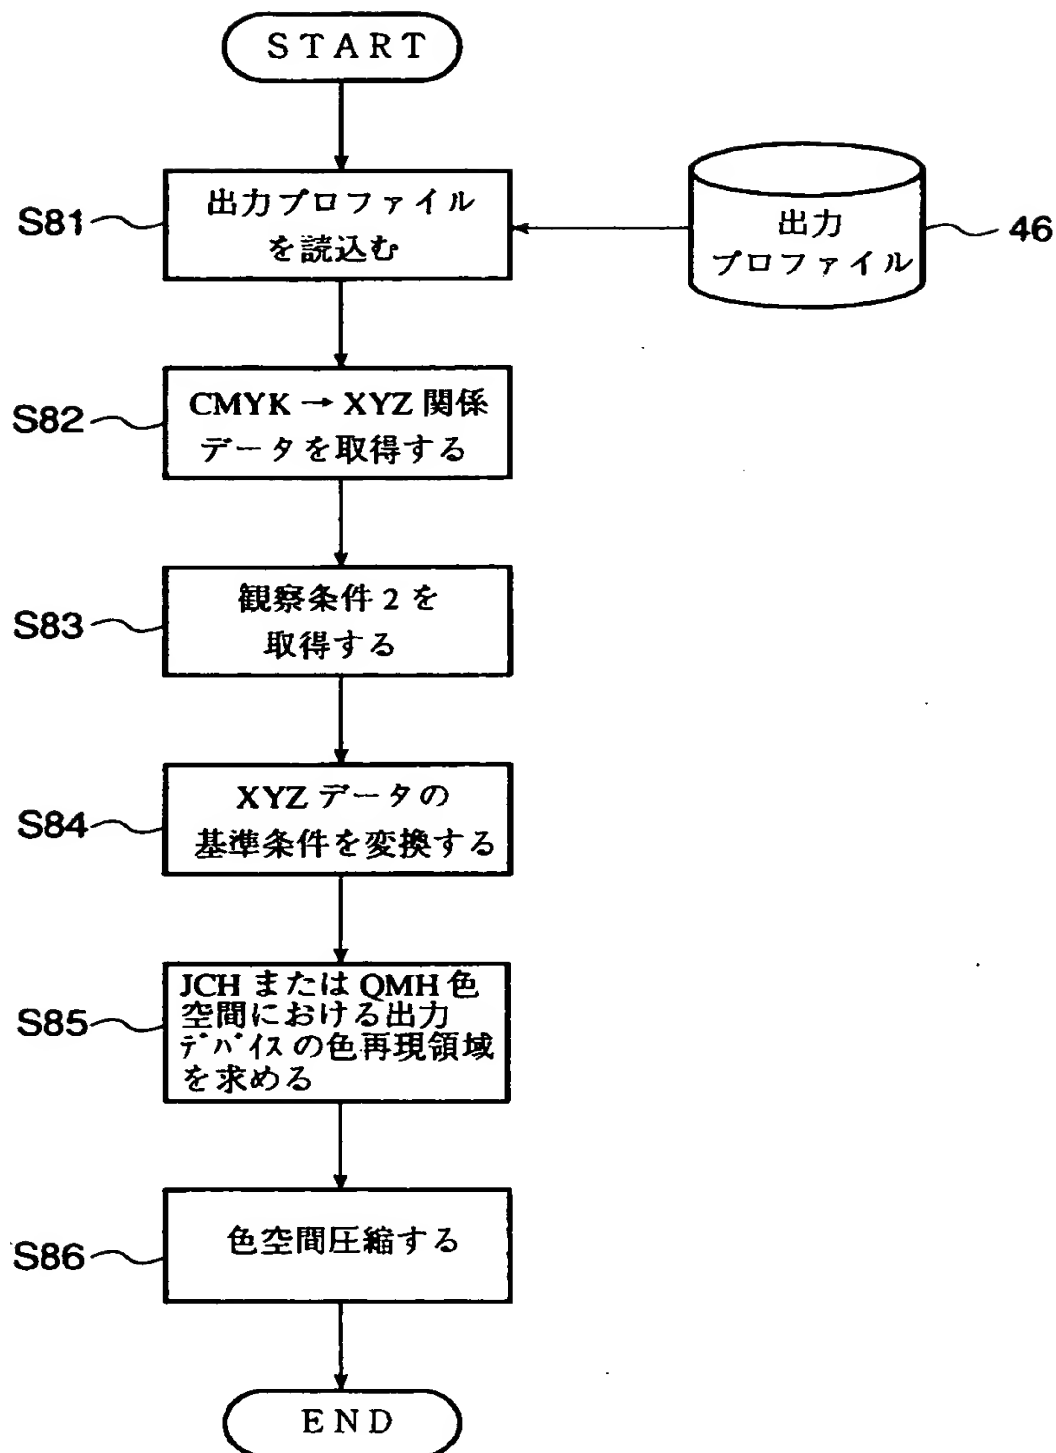 START
S81
出力プロファイル
を読込む
出力
プロファイル
46
S82
CMYK → XYZ 関係
データを取得する
S83
観察条件2を
取得する
S84
XYZ データの
基準条件を変換する
S85
JCH または QMH 色
空間における出力
デバイスの色再現領域
を求める
S86
色空間圧縮する
END